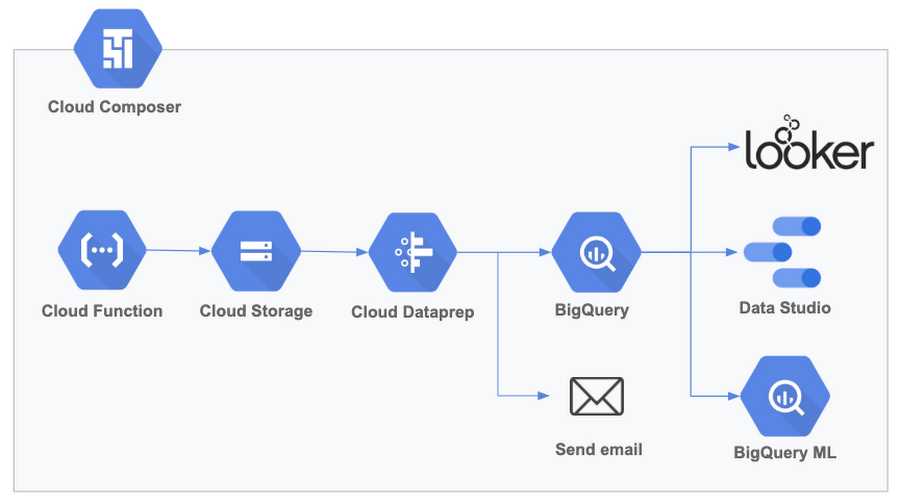 Cloud Composer
looker
Cloud Function
Cloud Storage
Cloud Dataprep
BigQuery
Data Studio
Send email
BigQuery ML